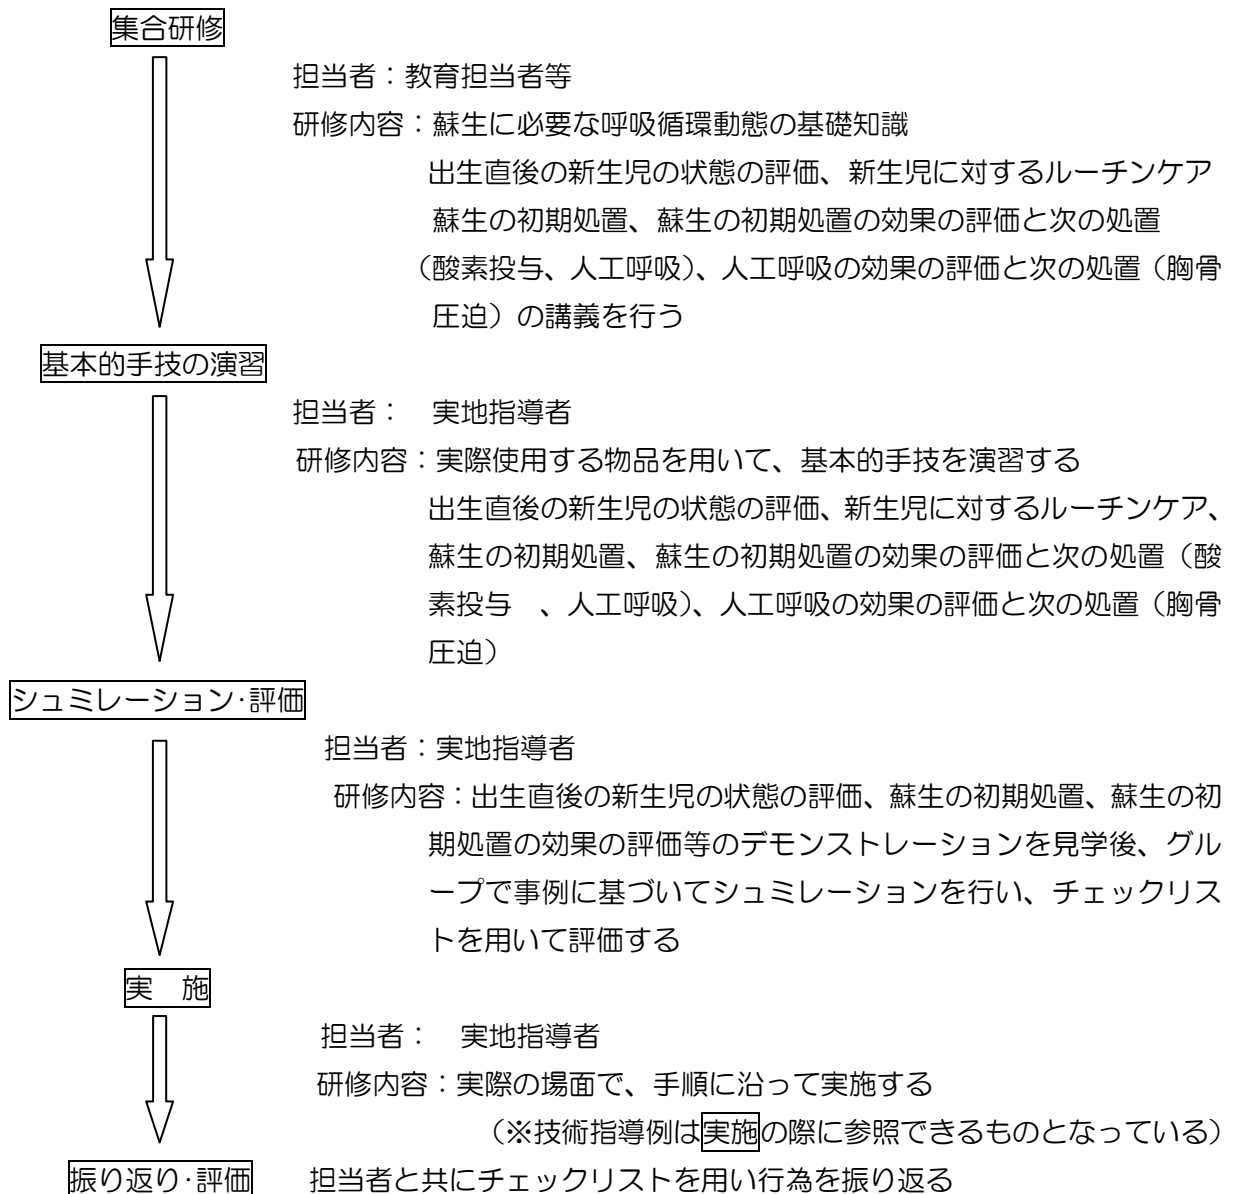 集合研修
担当者：教育担当者等
研修内容：蘇生に必要な呼吸循環動態の基礎知識
出生直後の新生児の状態の評価、新生児に対するルーチンケア
蘇生の初期処置、蘇生の初期処置の効果の評価と次の処置
（酸素投与、人工呼吸）、人工呼吸の効果の評価と次の処置（胸骨
圧迫）の講義を行う
基本的手技の演習
担当者：　実地指導者
研修内容：実際使用する物品を用いて、基本的手技を演習する
出生直後の新生児の状態の評価、新生児に対するルーチンケア、
蘇生の初期処置、蘇生の初期処置の効果の評価と次の処置（酸
素投与　、人工呼吸）、人工呼吸の効果の評価と次の処置（胸骨
圧迫）
シュミレーション･評価
担当者：実地指導者
研修内容：出生直後の新生児の状態の評価、蘇生の初期処置、蘇生の初
期処置の効果の評価等のデモンストレーションを見学後、グル
ープで事例に基づいてシュミレーションを行い、チェックリス
トを用いて評価する
実　施
担当者：　実地指導者
研修内容：実際の場面で、手順に沿って実施する
（※技術指導例は実施の際に参照できるものとなっている）
振り返り･評価　　担当者と共にチェックリストを用い行為を振り返る